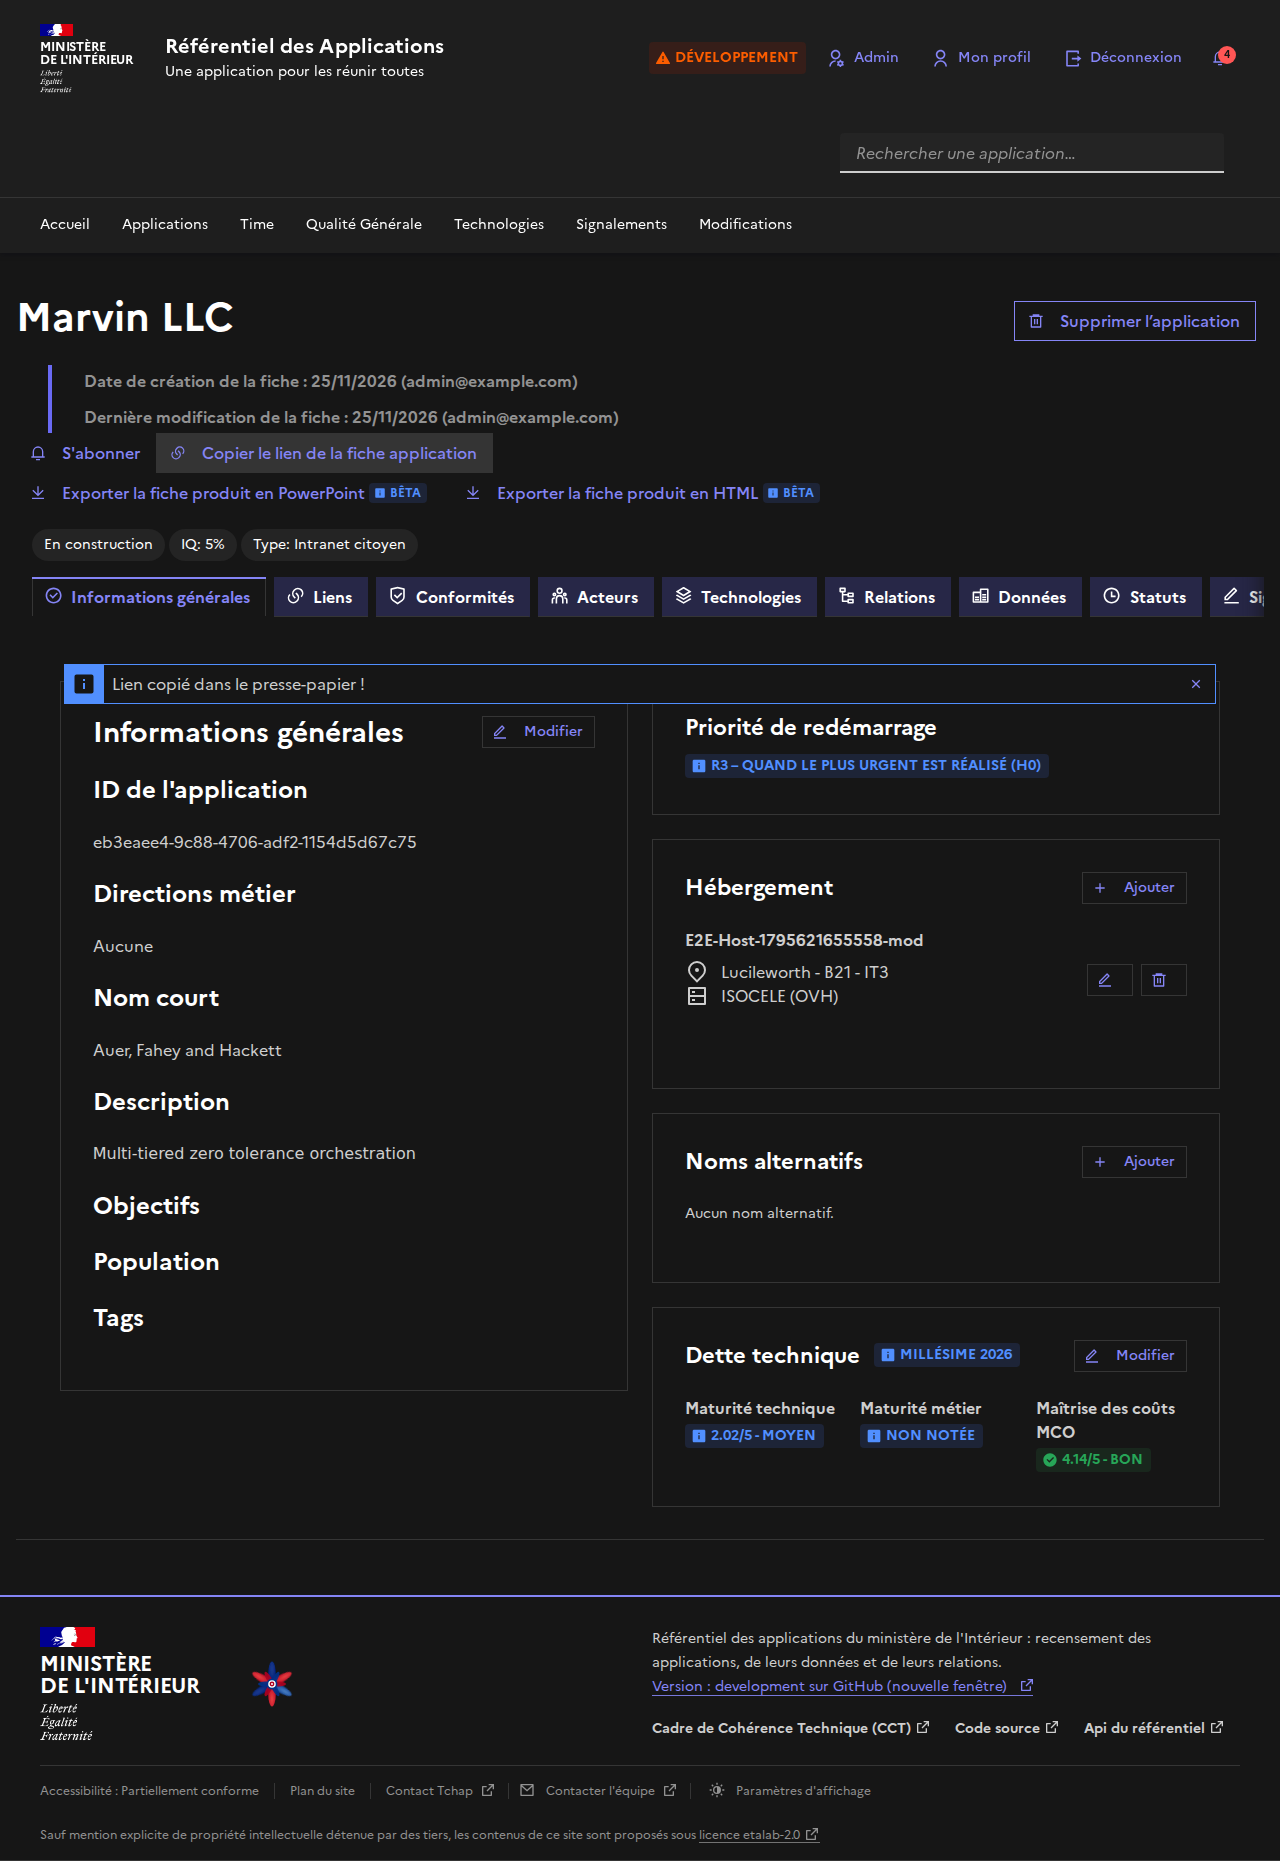 MINISTÈRE
DE L'INTÉRIEUR
Liberté
Égalité
Fraternité
Référentiel des Applications
Une application pour les réunir toutes
DÉVELOPPEMENT
Admin
Mon profil
Déconnexion
4
Rechercher une application…
Accueil
Applications
Time
Qualité Générale
Technologies
Signalements
Modifications
Marvin LLC
Supprimer l’application
Date de création de la fiche : 25/11/2026 (admin@example.com)
Dernière modification de la fiche : 25/11/2026 (admin@example.com)
S'abonner
Copier le lien de la fiche application
Exporter la fiche produit en PowerPoint BÊTA
Exporter la fiche produit en HTML BÊTA
En construction
IQ: 5%
Type: Intranet citoyen
Informations générales
Liens
Conformités
Acteurs
Technologies
Relations
Données
Statuts
Lien copié dans le presse-papier !
Informations générales
Modifier
ID de l'application
eb3eaee4-9c88-4706-adf2-1154d5d67c75
Directions métier
Aucune
Nom court
Auer, Fahey and Hackett
Description
Multi-tiered zero tolerance orchestration
Objectifs
Population
Tags
Priorité de redémarrage
R3 – QUAND LE PLUS URGENT EST RÉALISÉ (H0)
Hébergement
Ajouter
E2E-Host-1795621655558-mod
Lucileworth - B21 - IT3
ISOCELE (OVH)
Noms alternatifs
Ajouter
Aucun nom alternatif.
Dette technique
MILLÉSIME 2026
Modifier
Maturité technique
2.02/5 - MOYEN
Maturité métier
NON NOTÉE
Maîtrise des coûts
MCO
4.14/5 - BON
MINISTÈRE
DE L'INTÉRIEUR
Liberté
Égalité
Fraternité
Référentiel des applications du ministère de l'Intérieur : recensement des
applications, de leurs données et de leurs relations.
Version : development sur GitHub (nouvelle fenêtre)
Cadre de Cohérence Technique (CCT)
Code source
Api du référentiel
Accessibilité : Partiellement conforme
Plan du site
Contact Tchap
Contacter l'équipe
Paramètres d'affichage
Sauf mention explicite de propriété intellectuelle détenue par des tiers, les contenus de ce site sont proposés sous licence etalab-2.0